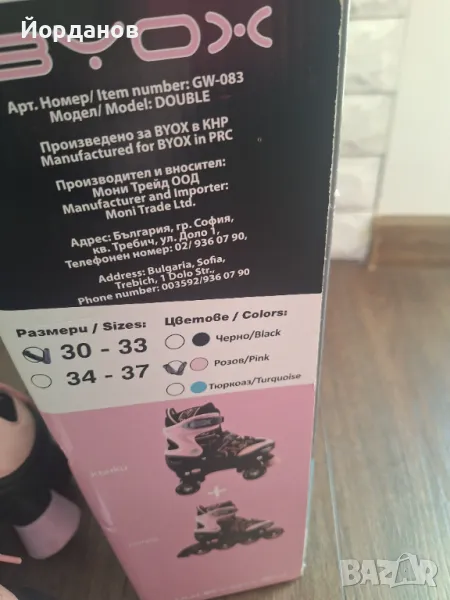 Йорданов
BYOX
Арт. Номер/ Item number: GW-083
Модел/ Model: DOUBLE
Произведено за BYOX в КНР
Manufactured for BYOX in PRC
Производител и вносител:
Мони Трейд ООД
Manufacturer and Importer:
Moni Trade Ltd.
Адрес: България, гр. София,
кв. Требич, ул. Доло 1,
Телефонен номер: 02/ 936 07 90,
Address: Bulgaria, Sofia,
Trebich, 1 Dolo Str.,
Phone number: 003592/936 07 90
Размери / Sizes:
30 - 33
34 - 37
Цветове / Colors:
Черно/Black
Розов/Pink
Тюркоаз/Turquoise
+
BAZAR
bg